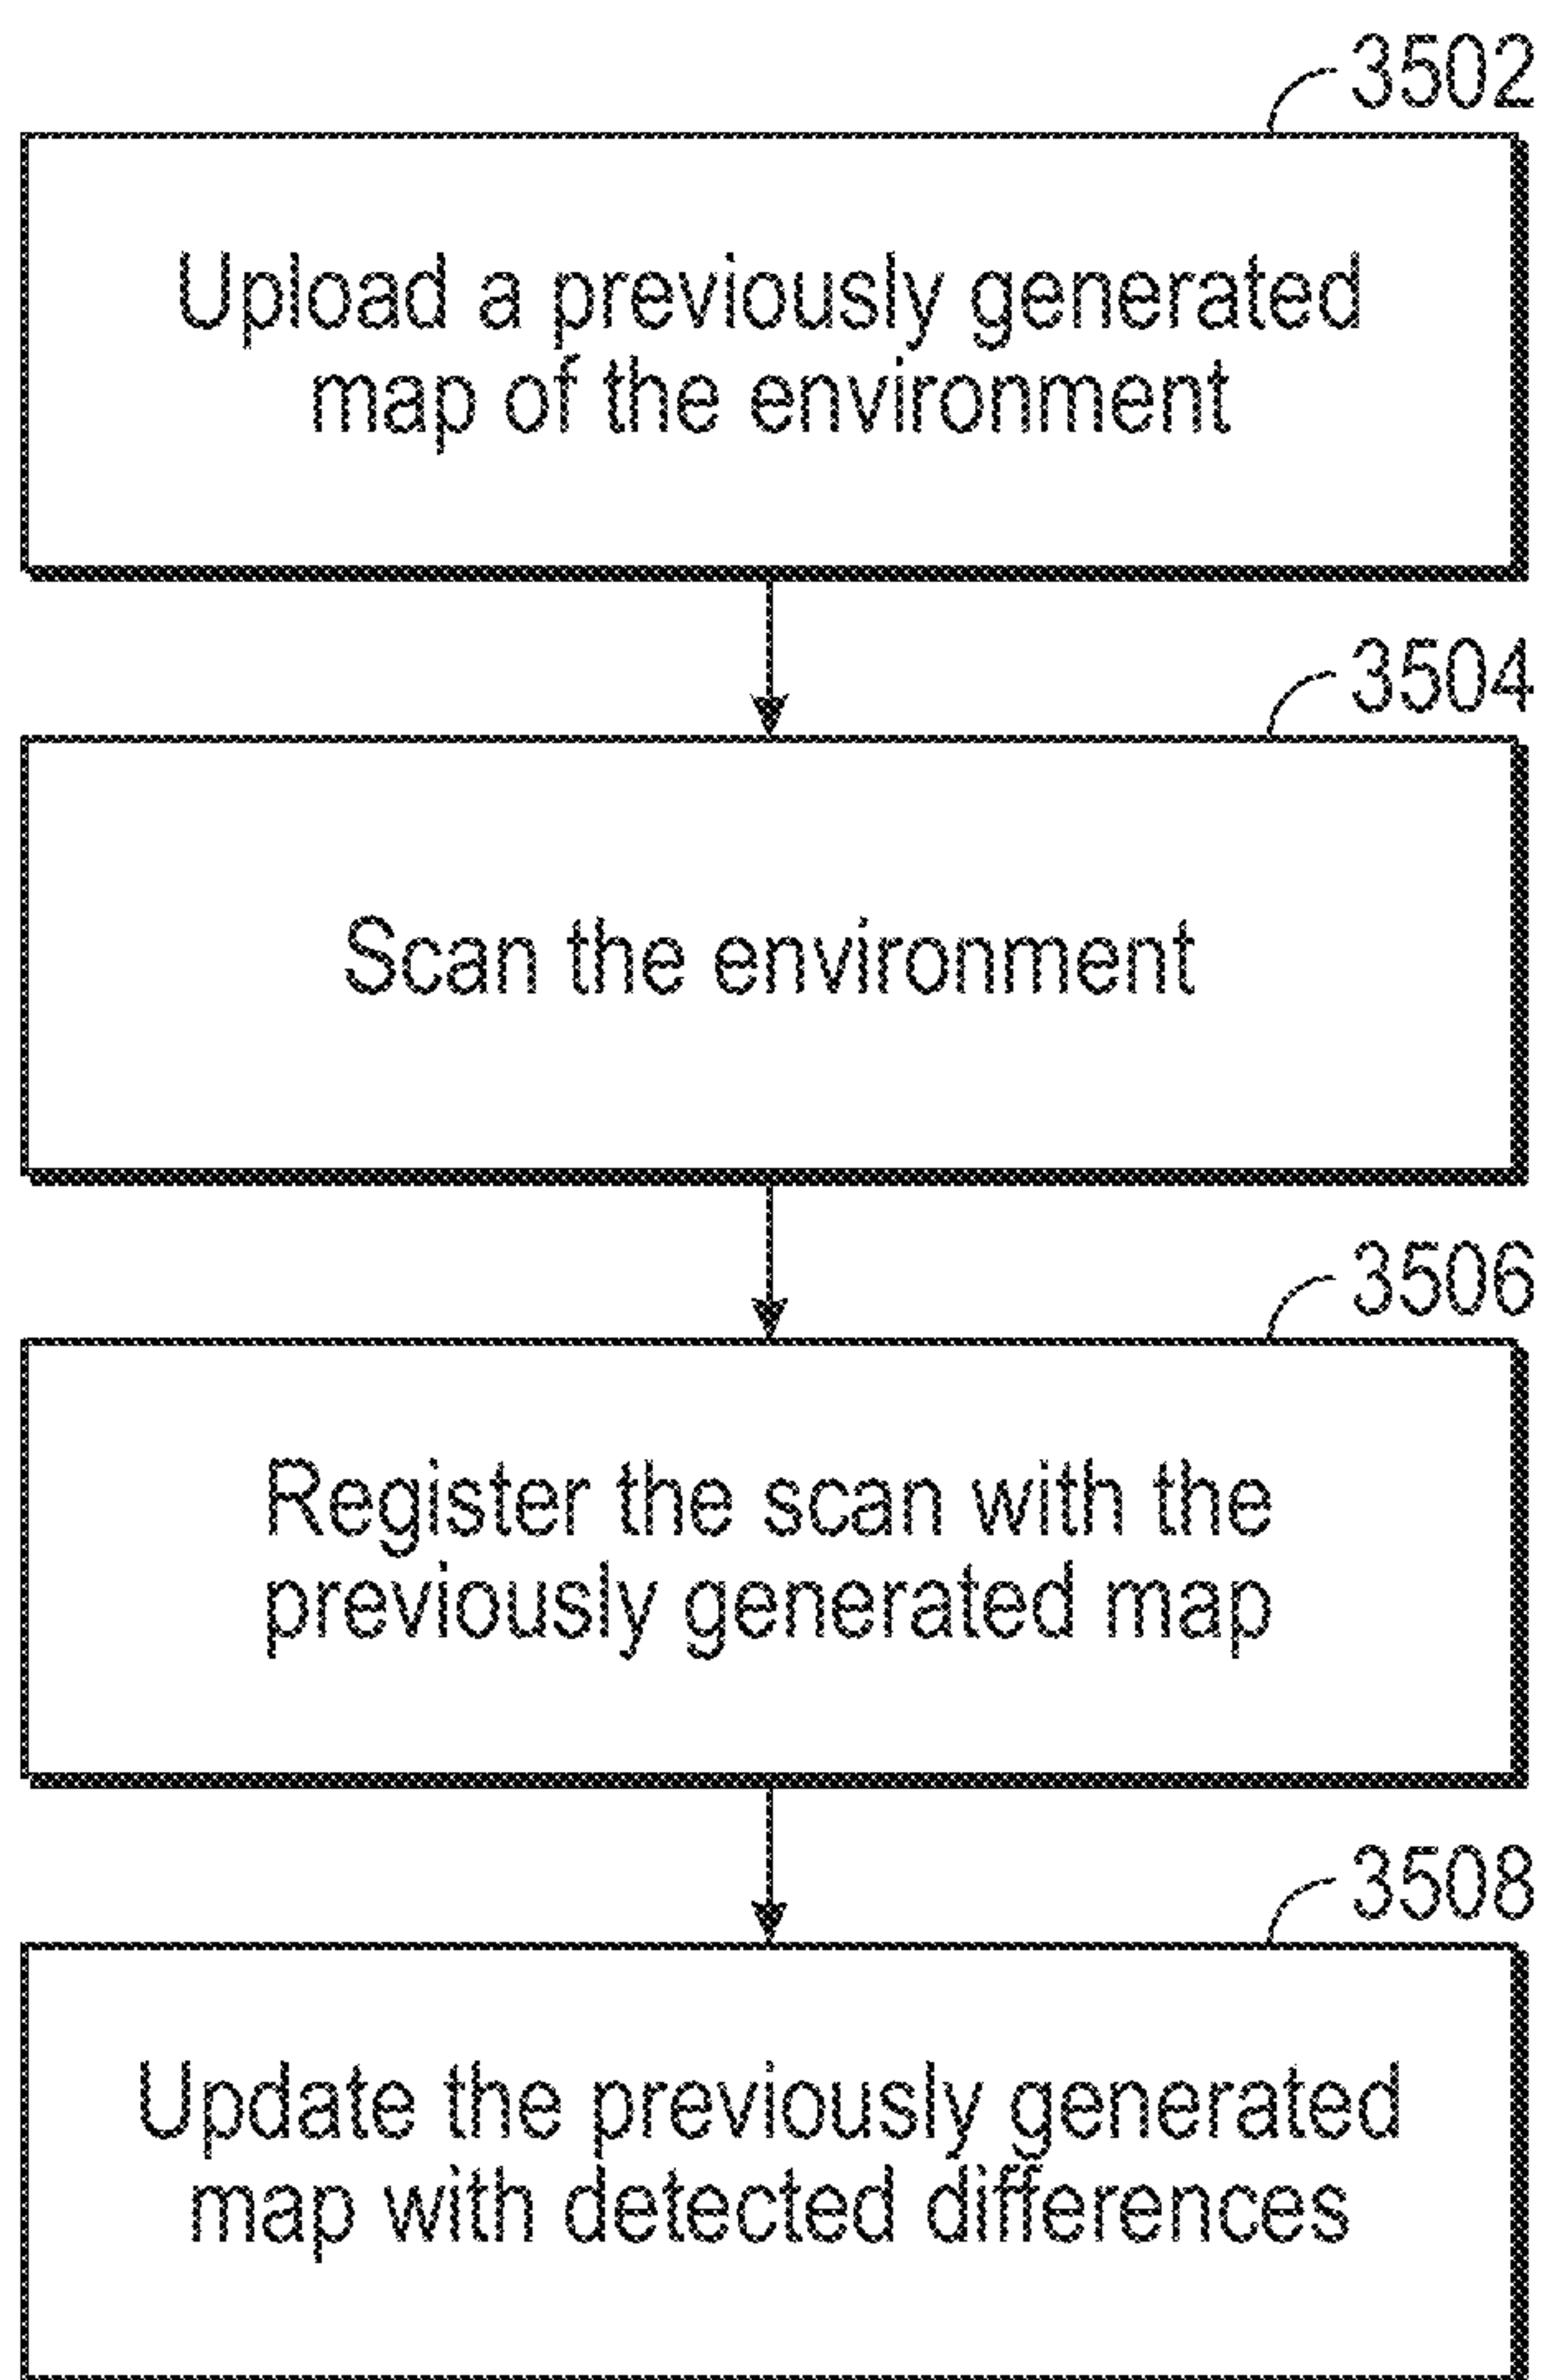 3502
Upload a previously generated
map of the environment
3504
Scan the environment
3506
Register the scan with the
previously generated map
3508
Update the previously generated
map with detected differences